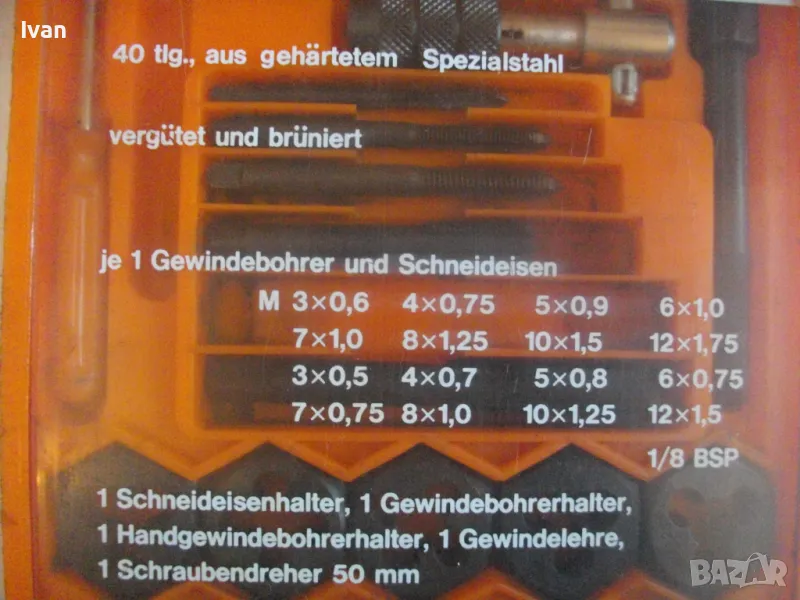 Ivan
40 tlg., aus gehärtetem Spezialstahl
vergütet und brüniert
je 1 Gewindebohrer und Schneideisen
M 3×0,6 4×0,75 5×0,9 6×1,0
7×1,0 8×1,25 10×1,5 12×1,75
3×0,5 4×0,7 5×0,8 6×0,75
7×0,75 8×1,0 10×1,25 12×1,5
1/8 BSP
1 Schneideisenhalter, 1 Gewindebohrerhalter,
1 Handgewindebohrerhalter, 1 Gewindelehre,
1 Schraubendreher 50 mm
BAZAR